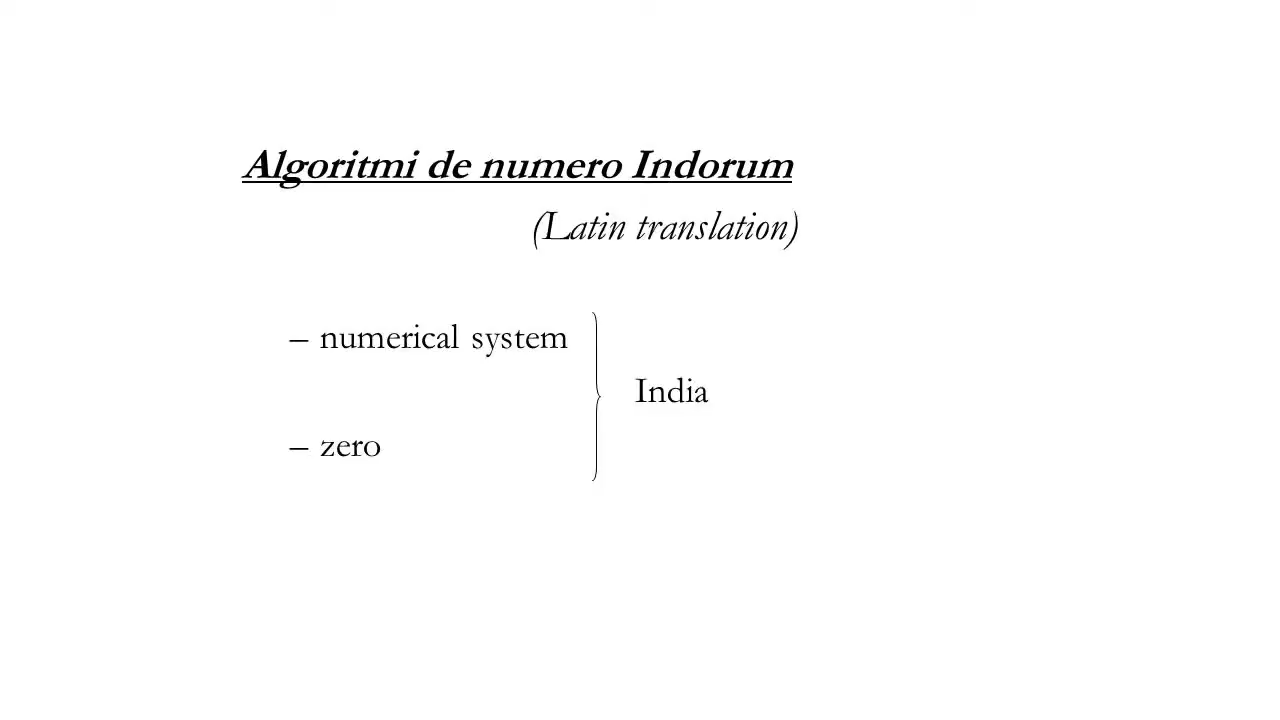 Algoritmi de numero Indorum
(Latin translation)
– numerical system
India
– zero